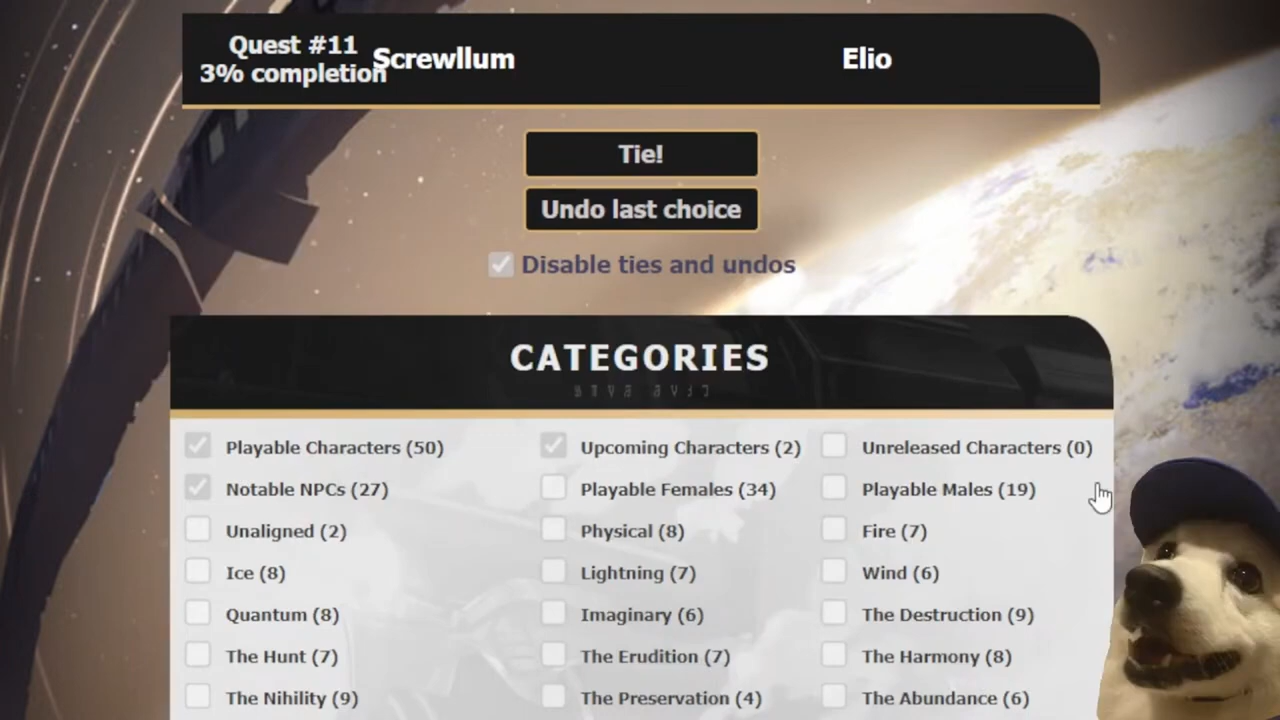 Quest #11
3% completion
Screwllum
Elio
Tie!
Undo last choice
Disable ties and undos
CATEGORIES
Playable Characters (50)
Upcoming Characters (2)
Unreleased Characters (0)
Notable NPCs (27)
Playable Females (34)
Playable Males (19)
Unaligned (2)
Physical (8)
Fire (7)
Ice (8)
Lightning (7)
Wind (6)
Quantum (8)
Imaginary (6)
The Destruction (9)
The Hunt (7)
The Erudition (7)
The Harmony (8)
The Nihility (9)
The Preservation (4)
The Abundance (6)